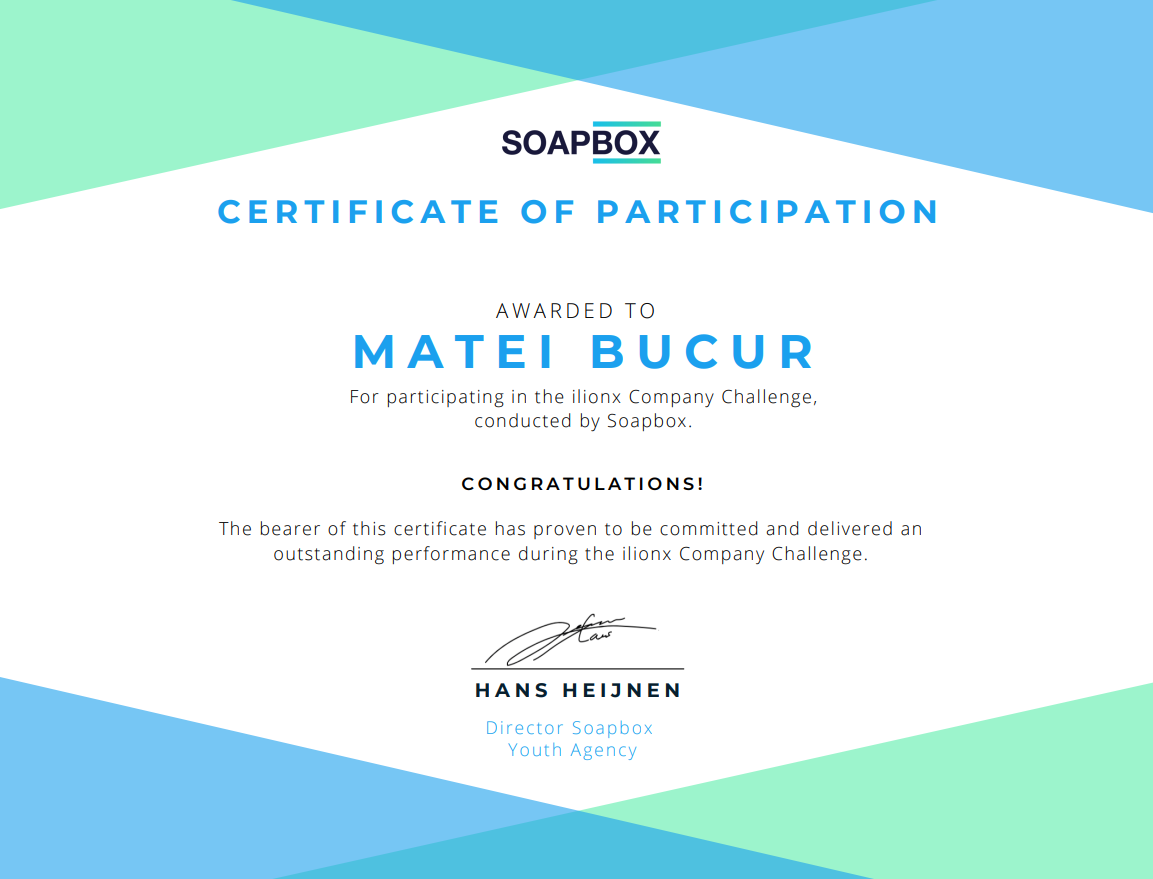 SOAPBOX
CERTIFICATE OF PARTICIPATION
AWARDED TO
MATEI BUCUR
For participating in the ilionx Company Challenge,
conducted by Soapbox.
CONGRATULATIONS!
The bearer of this certificate has proven to be committed and delivered an
outstanding performance during the ilionx Company Challenge.
HANS HEIJNEN
Director Soapbox
Youth Agency